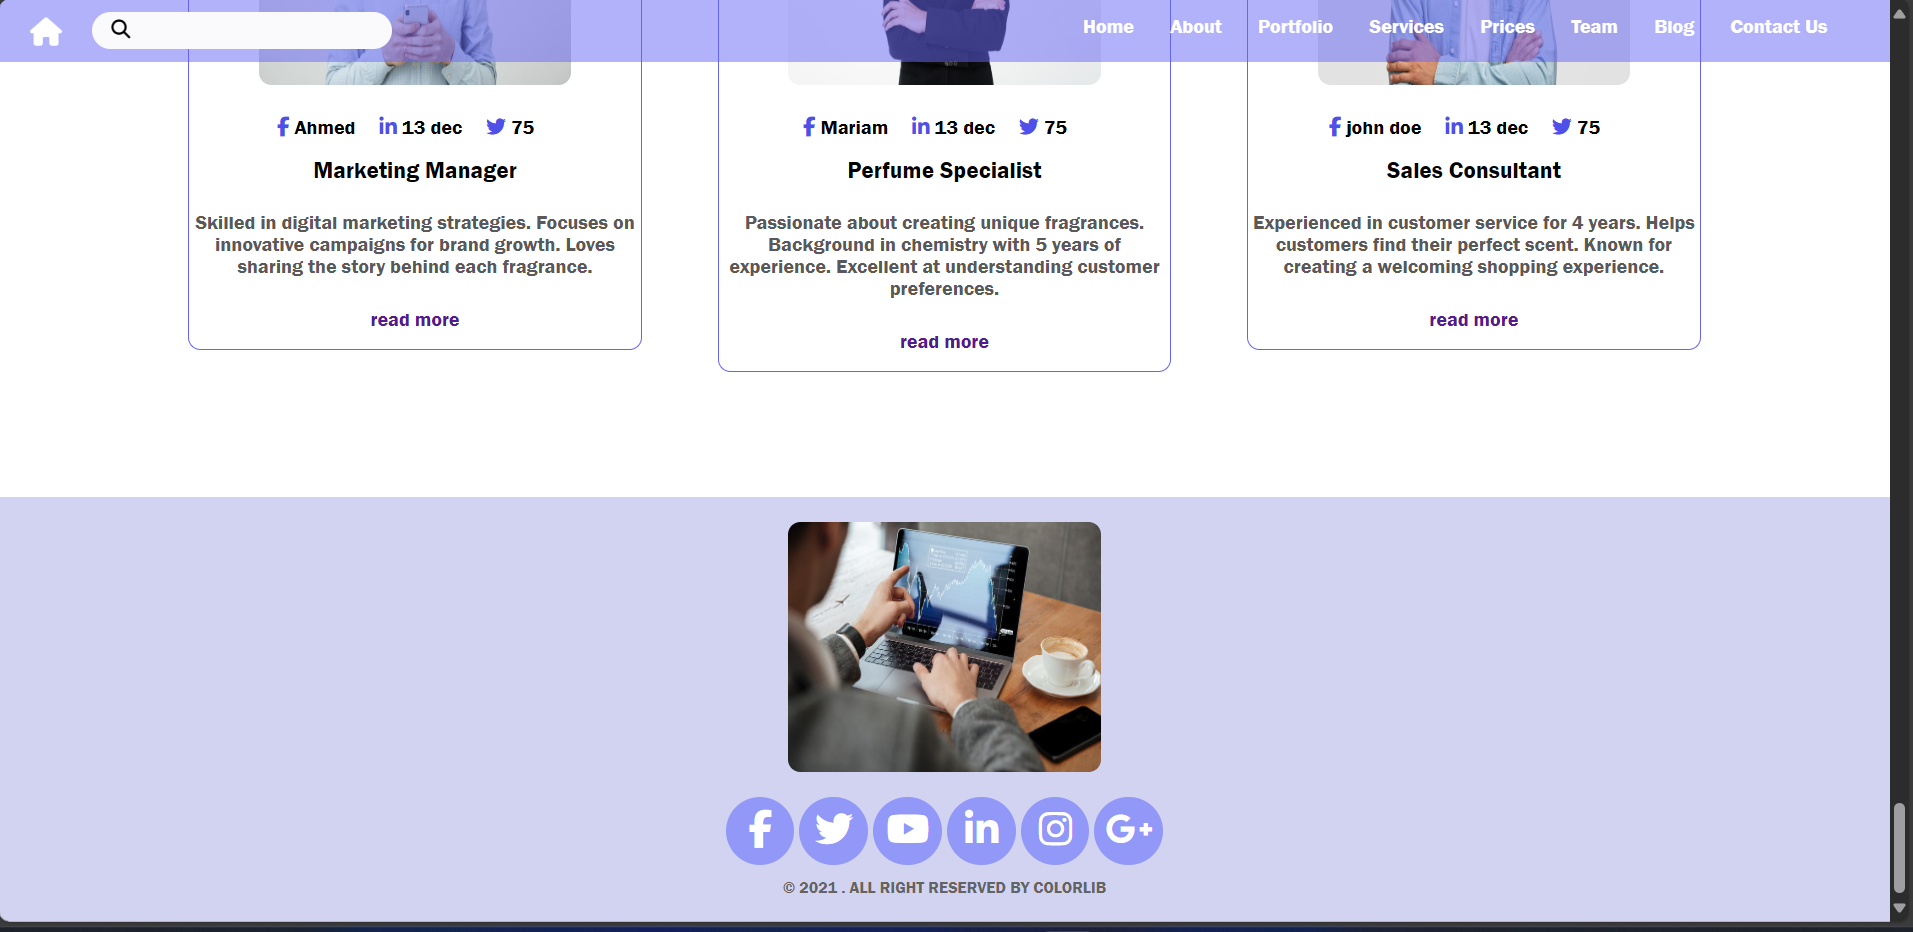 Home About Portfolio Services Prices Team Blog Contact Us
Ahmed 13 dec 75
Marketing Manager
Skilled in digital marketing strategies. Focuses on
innovative campaigns for brand growth. Loves
sharing the story behind each fragrance.
read more
Mariam 13 dec 75
Perfume Specialist
Passionate about creating unique fragrances.
Background in chemistry with 5 years of
experience. Excellent at understanding customer
preferences.
read more
john doe 13 dec 75
Sales Consultant
Experienced in customer service for 4 years. Helps
customers find their perfect scent. Known for
creating a welcoming shopping experience.
read more
© 2021 . ALL RIGHT RESERVED BY COLORLIB